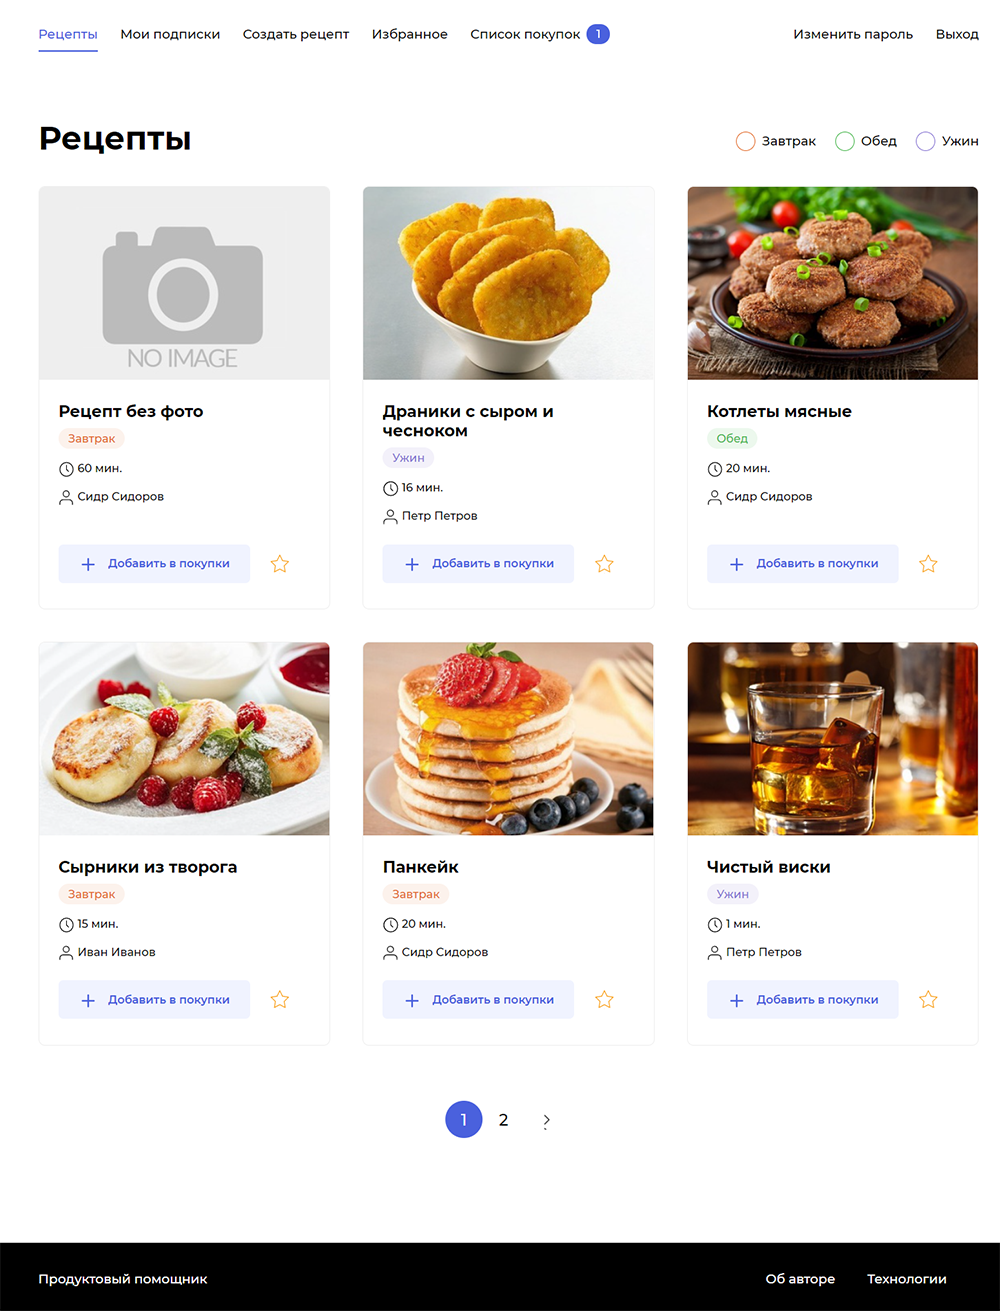 Рецепты
Мои подписки
Создать рецепт
Избранное
Список покупок 1
Изменить пароль
Выход
Рецепты
Завтрак
Обед
Ужин
NO IMAGE
Рецепт без фото
Завтрак
60 мин.
Сидр Сидоров
Добавить в покупки
Драники с сыром и
чесноком
Ужин
16 мин.
Петр Петров
Добавить в покупки
Котлеты мясные
Обед
20 мин.
Сидр Сидоров
Добавить в покупки
Сырники из творога
Завтрак
15 мин.
Иван Иванов
Добавить в покупки
Панкейк
Завтрак
20 мин.
Сидр Сидоров
Добавить в покупки
Чистый виски
Ужин
1 мин.
Петр Петров
Добавить в покупки
1 2
Продуктовый помощник
Об авторе
Технологии